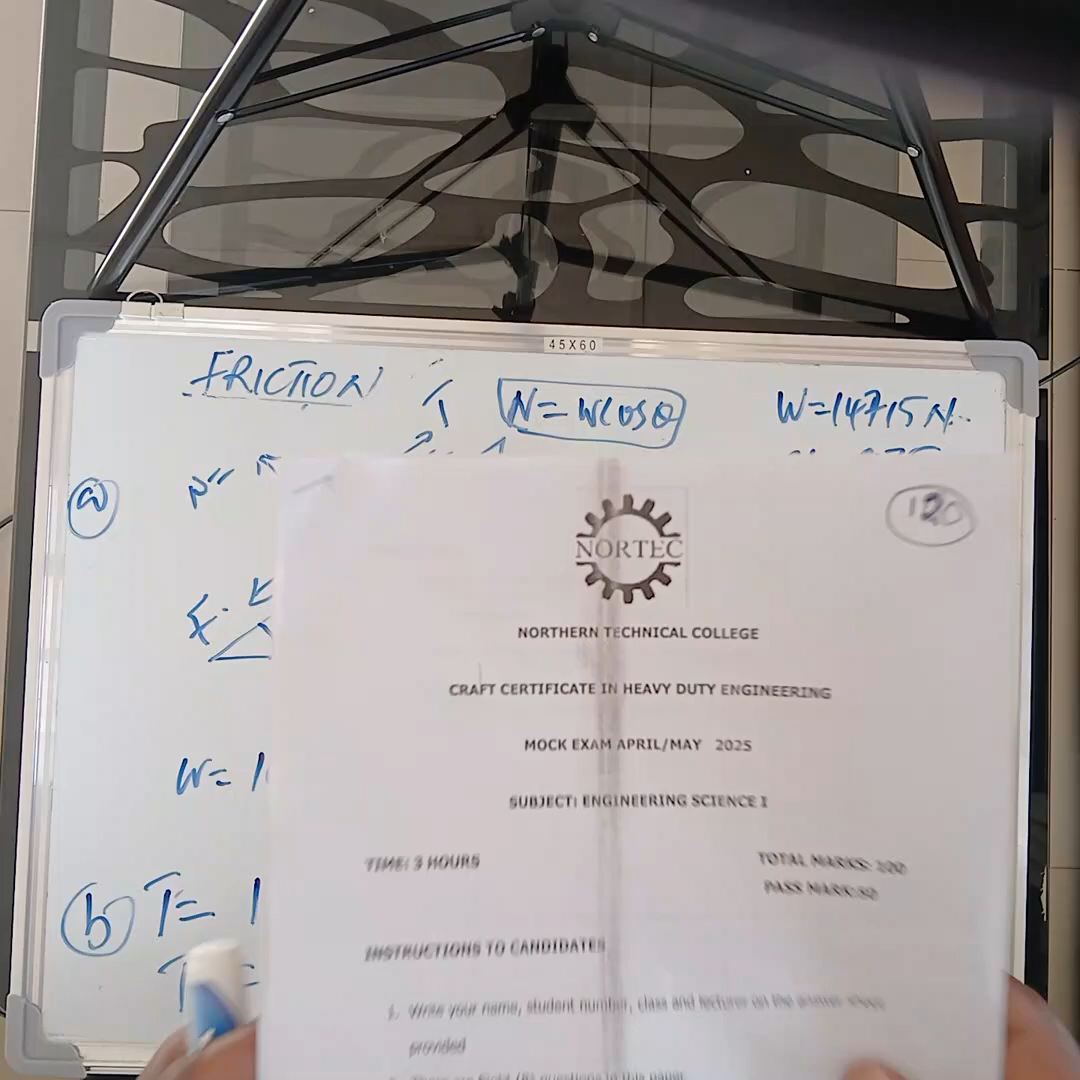 45X60
FRICTION
N = WCosθ
W=14715N
a
b
T=
W=
120
NORTEC
NORTHERN TECHNICAL COLLEGE
CRAFT CERTIFICATE IN HEAVY DUTY ENGINEERING
MOCK EXAM APRIL/MAY 2025
SUBJECT: ENGINEERING SCIENCE I
TIME: 3 HOURS
TOTAL MARKS: 100
PASS MARK:50
INSTRUCTIONS TO CANDIDATES
1. Write your name, student number, class and lecturer on the answer sheet
provided